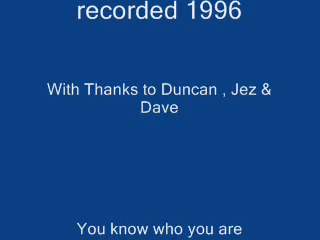 recorded 1996
With Thanks to Duncan , Jez &
Dave
You know who you are